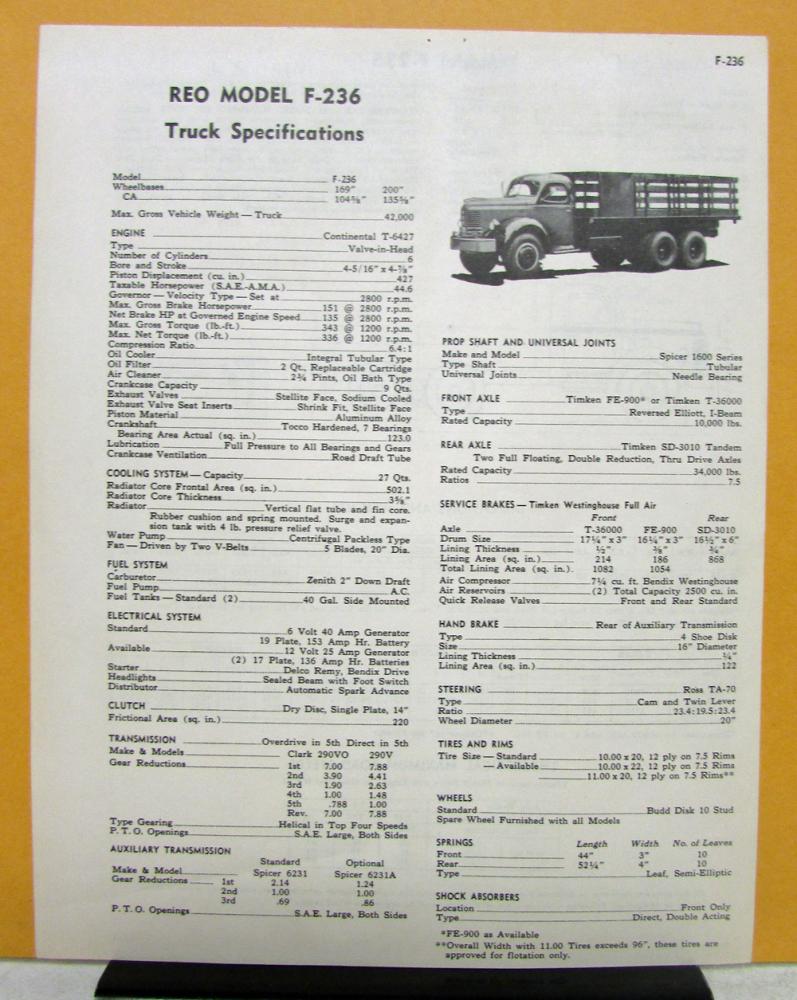 F-236
REO MODEL F-236
Truck Specifications
Model F-236
Wheelbases 169" 200"
CA 104⅝" 135⅝"
Max. Gross Vehicle Weight — Truck 42,000
ENGINE Continental T-6427
Type Valve-in-Head
Number of Cylinders 6
Bore and Stroke 4-5/16" x 4-⅞"
Piston Displacement (cu. in.) 427
Taxable Horsepower (S.A.E.-A.M.A.) 44.6
Governor — Velocity Type — Set at 2800 r.p.m.
Max. Gross Brake Horsepower 151 @ 2800 r.p.m.
Net Brake HP at Governed Engine Speed 135 @ 2800 r.p.m.
Max. Gross Torque (lb.-ft.) 343 @ 1200 r.p.m.
Max. Net Torque (lb.-ft.) 336 @ 1200 r.p.m.
Compression Ratio 6.4:1
Oil Cooler Integral Tubular Type
Oil Filter 2 Qt., Replaceable Cartridge
Air Cleaner 2¾ Pints, Oil Bath Type
Crankcase Capacity 9 Qts.
Exhaust Valves Stellite Face, Sodium Cooled
Exhaust Valve Seat Inserts Shrink Fit, Stellite Face
Piston Material Aluminum Alloy
Crankshaft Tocco Hardened, 7 Bearings
Bearing Area Actual (sq. in.) 123.0
Lubrication Full Pressure to All Bearings and Gears
Crankcase Ventilation Road Draft Tube
COOLING SYSTEM — Capacity 27 Qts.
Radiator Core Frontal Area (sq. in.) 502.1
Radiator Core Thickness 3⅝"
Radiator Vertical flat tube and fin core.
Rubber cushion and spring mounted. Surge and expan-
sion tank with 4 lb. pressure relief valve.
Water Pump Centrifugal Packless Type
Fan — Driven by Two V-Belts 5 Blades, 20" Dia.
FUEL SYSTEM
Carburetor Zenith 2" Down Draft
Fuel Pump A.C.
Fuel Tanks — Standard (2) 40 Gal. Side Mounted
ELECTRICAL SYSTEM
Standard 6 Volt 40 Amp Generator
19 Plate, 153 Amp Hr. Battery
Available 12 Volt 25 Amp Generator
(2) 17 Plate, 136 Amp Hr. Batteries
Starter Delco Remy, Bendix Drive
Headlights Sealed Beam with Foot Switch
Distributor Automatic Spark Advance
CLUTCH Dry Disc, Single Plate, 14"
Frictional Area (sq. in.) 220
TRANSMISSION Overdrive in 5th Direct in 5th
Make & Models Clark 290VO 290V
Gear Reductions 1st 7.00 7.88
2nd 3.90 4.41
3rd 1.90 2.63
4th 1.00 1.48
5th .788 1.00
Rev. 7.00 7.88
Type Gearing Helical in Top Four Speeds
P. T. O. Openings S.A.E. Large, Both Sides
AUXILIARY TRANSMISSION
Standard Optional
Make & Model Spicer 6231 Spicer 6231A
Gear Reductions 1st 2.14 1.24
2nd 1.00 1.00
3rd .69 .86
P. T. O. Openings S.A.E. Large, Both Sides
PROP SHAFT AND UNIVERSAL JOINTS
Make and Model Spicer 1600 Series
Type Shaft Tubular
Universal Joints Needle Bearing
FRONT AXLE Timken FE-900* or Timken T-36000
Type Reversed Elliott, I-Beam
Rated Capacity 10,000 lbs.
REAR AXLE Timken SD-3010 Tandem
Two Full Floating, Double Reduction, Thru Drive Axles
Rated Capacity 34,000 lbs.
Ratios 7.5
SERVICE BRAKES — Timken Westinghouse Full Air
Front Rear
Axle T-36000 FE-900 SD-3010
Drum Size 17¼" x 3" 16¼" x 3" 16½" x 6"
Lining Thickness ½" ⅜" ¾"
Lining Area (sq. in.) 214 186 868
Total Lining Area (sq. in.) 1082 1054
Air Compressor 7¼ cu. ft. Bendix Westinghouse
Air Reservoirs (2) Total Capacity 2500 cu. in.
Quick Release Valves Front and Rear Standard
HAND BRAKE Rear of Auxiliary Transmission
Type 4 Shoe Disk
Size 16" Diameter
Lining Thickness ¼"
Lining Area (sq. in.) 122
STEERING Ross TA-70
Type Cam and Twin Lever
Ratio 23.4:19.5:23.4
Wheel Diameter 20"
TIRES AND RIMS
Tire Size — Standard 10.00 x 20, 12 ply on 7.5 Rims
— Available 10.00 x 22, 12 ply on 7.5 Rims
11.00 x 20, 12 ply on 7.5 Rims**
WHEELS
Standard Budd Disk 10 Stud
Spare Wheel Furnished with all Models
SPRINGS Length Width No. of Leaves
Front 44" 3" 10
Rear 52¼" 4" 10
Type Leaf, Semi-Elliptic
SHOCK ABSORBERS
Location Front Only
Type Direct, Double Acting
*FE-900 as Available
**Overall Width with 11.00 Tires exceeds 96", these tires are
approved for flotation only.